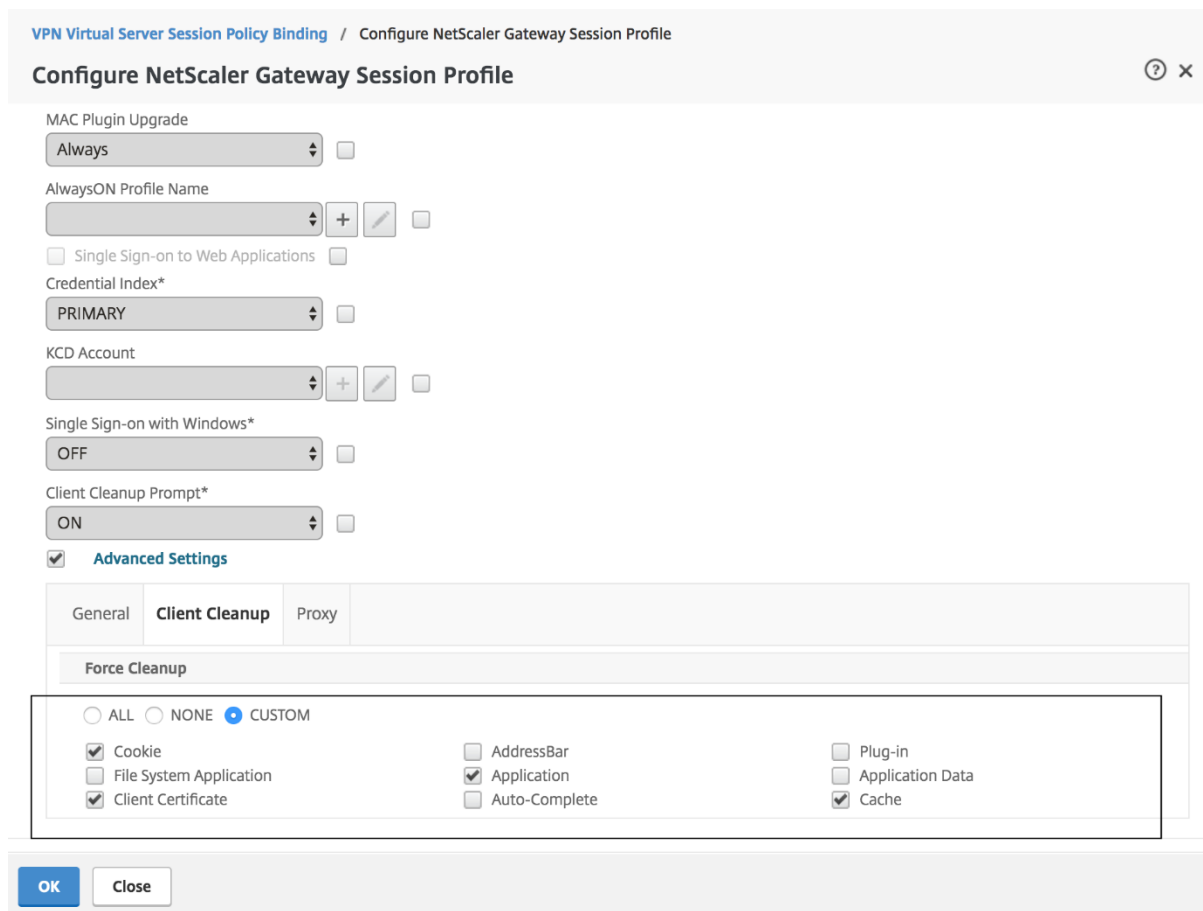 VPN Virtual Server Session Policy Binding / Configure NetScaler Gateway Session Profile
Configure NetScaler Gateway Session Profile
MAC Plugin Upgrade
Always
AlwaysON Profile Name
+
Single Sign-on to Web Applications
Credential Index*
PRIMARY
KCD Account
+
Single Sign-on with Windows*
OFF
Client Cleanup Prompt*
ON
Advanced Settings
General Client Cleanup Proxy
Force Cleanup
ALL NONE CUSTOM
Cookie AddressBar Plug-in
File System Application Application Application Data
Client Certificate Auto-Complete Cache
OK Close